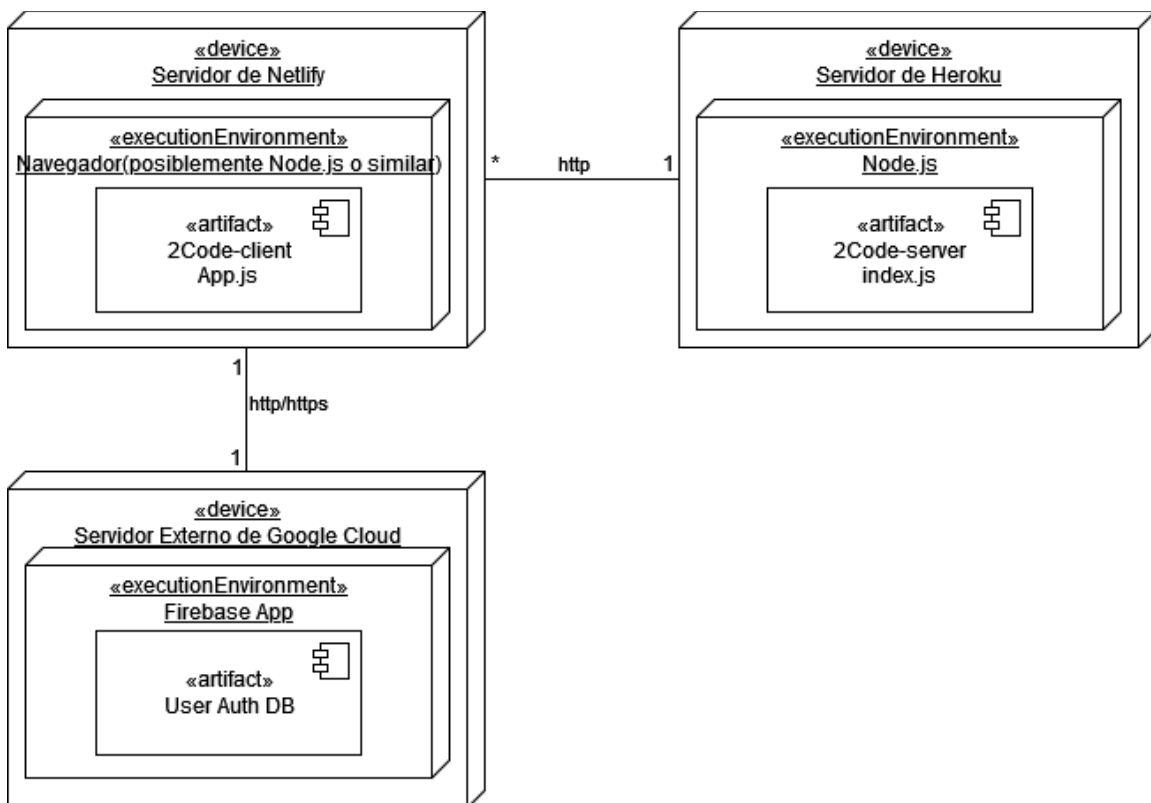 «device»
Servidor de Netlify
«executionEnvironment»
Navegador(posiblemente Node.js o similar)
«artifact»
2Code-client
App.js
*
http
1
«device»
Servidor de Heroku
«executionEnvironment»
Node.js
«artifact»
2Code-server
index.js
1
http/https
1
«device»
Servidor Externo de Google Cloud
«executionEnvironment»
Firebase App
«artifact»
User Auth DB